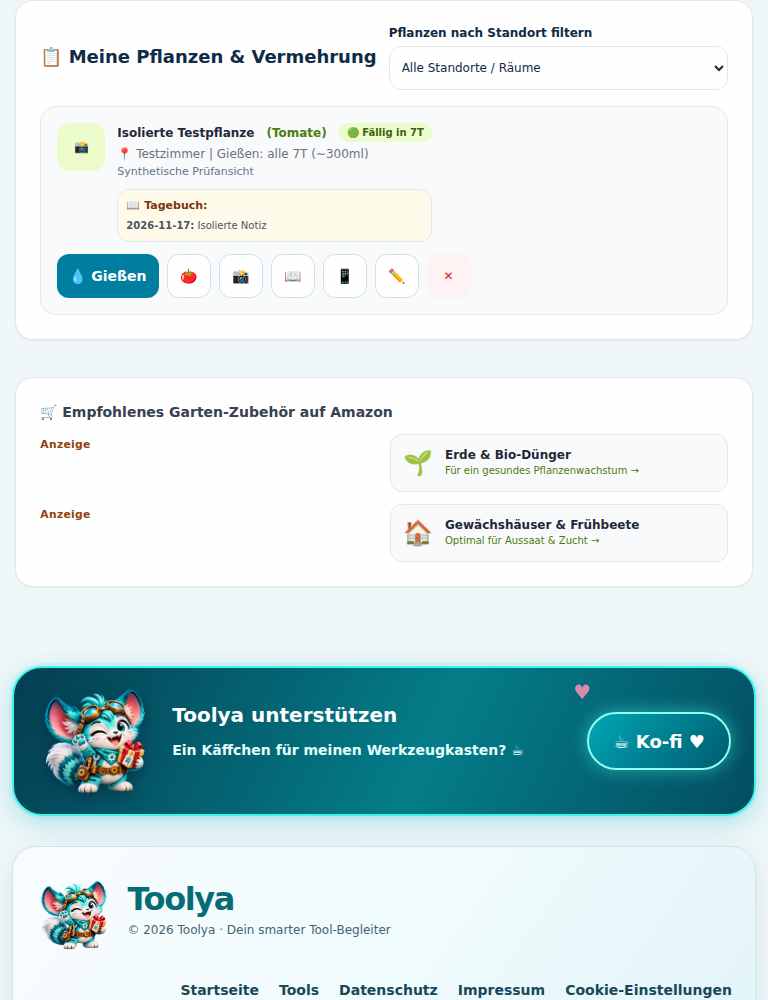 📋 Meine Pflanzen & Vermehrung
Pflanzen nach Standort filtern
Alle Standorte / Räume
Isolierte Testpflanze (Tomate) 🟢 Fällig in 7T
📍 Testzimmer | Gießen: alle 7T (~300ml)
Synthetische Prüfansicht
📖 Tagebuch:
2026-11-17: Isolierte Notiz
💧 Gießen
×
🛒 Empfohlenes Garten-Zubehör auf Amazon
Anzeige
Erde & Bio-Dünger
Für ein gesundes Pflanzenwachstum →
Anzeige
Gewächshäuser & Frühbeete
Optimal für Aussaat & Zucht →
Toolya unterstützen
Ein Käffchen für meinen Werkzeugkasten? ☕
☕ Ko-fi ♥
Toolya
© 2026 Toolya · Dein smarter Tool-Begleiter
Startseite Tools Datenschutz Impressum Cookie-Einstellungen